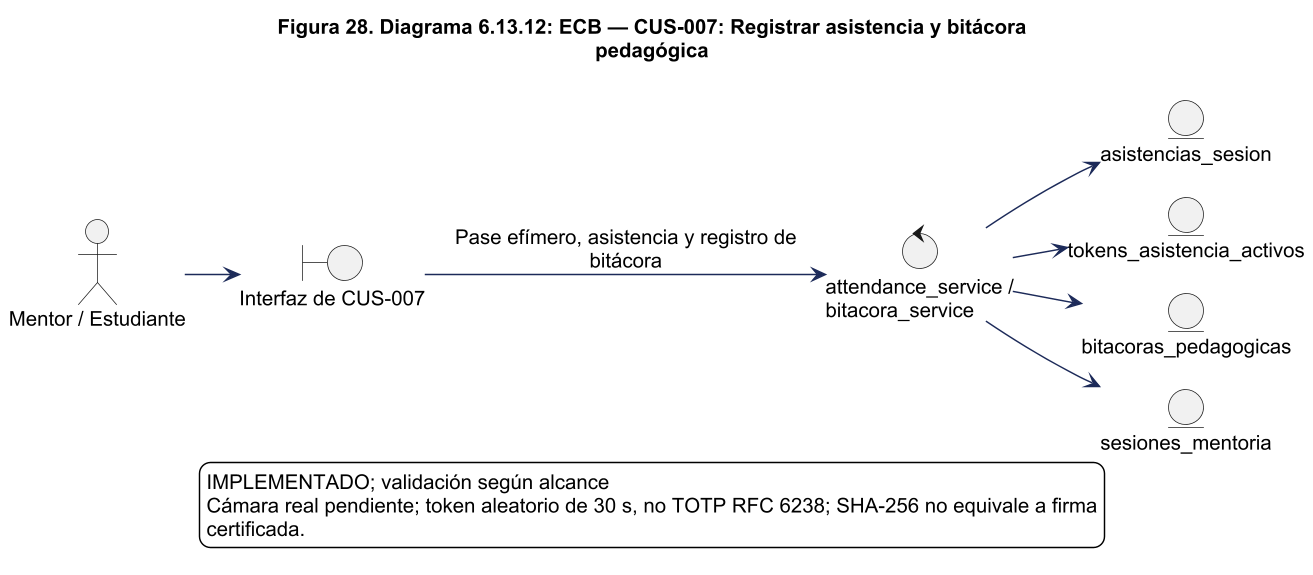 Figura 28. Diagrama 6.13.12: ECB — CUS-007: Registrar asistencia y bitácora
pedagógica
asistencias_sesion
tokens_asistencia_activos
Pase efímero, asistencia y registro de
bitácora
Mentor / Estudiante
Interfaz de CUS-007
attendance_service /
bitacora_service
bitacoras_pedagogicas
sesiones_mentoria
IMPLEMENTADO; validación según alcance
Cámara real pendiente; token aleatorio de 30 s, no TOTP RFC 6238; SHA-256 no equivale a firma
certificada.